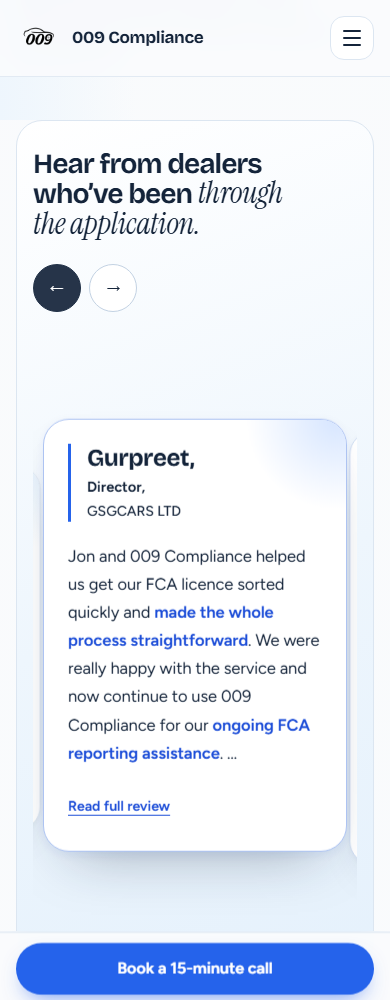 009
009 Compliance
Hear from dealers
who've been through
the application.
← →
Gurpreet,
Director,
GSGCARS LTD
Jon and 009 Compliance helped
us get our FCA licence sorted
quickly and made the whole
process straightforward. We were
really happy with the service and
now continue to use 009
Compliance for our ongoing FCA
reporting assistance. ...
Read full review
Book a 15-minute call